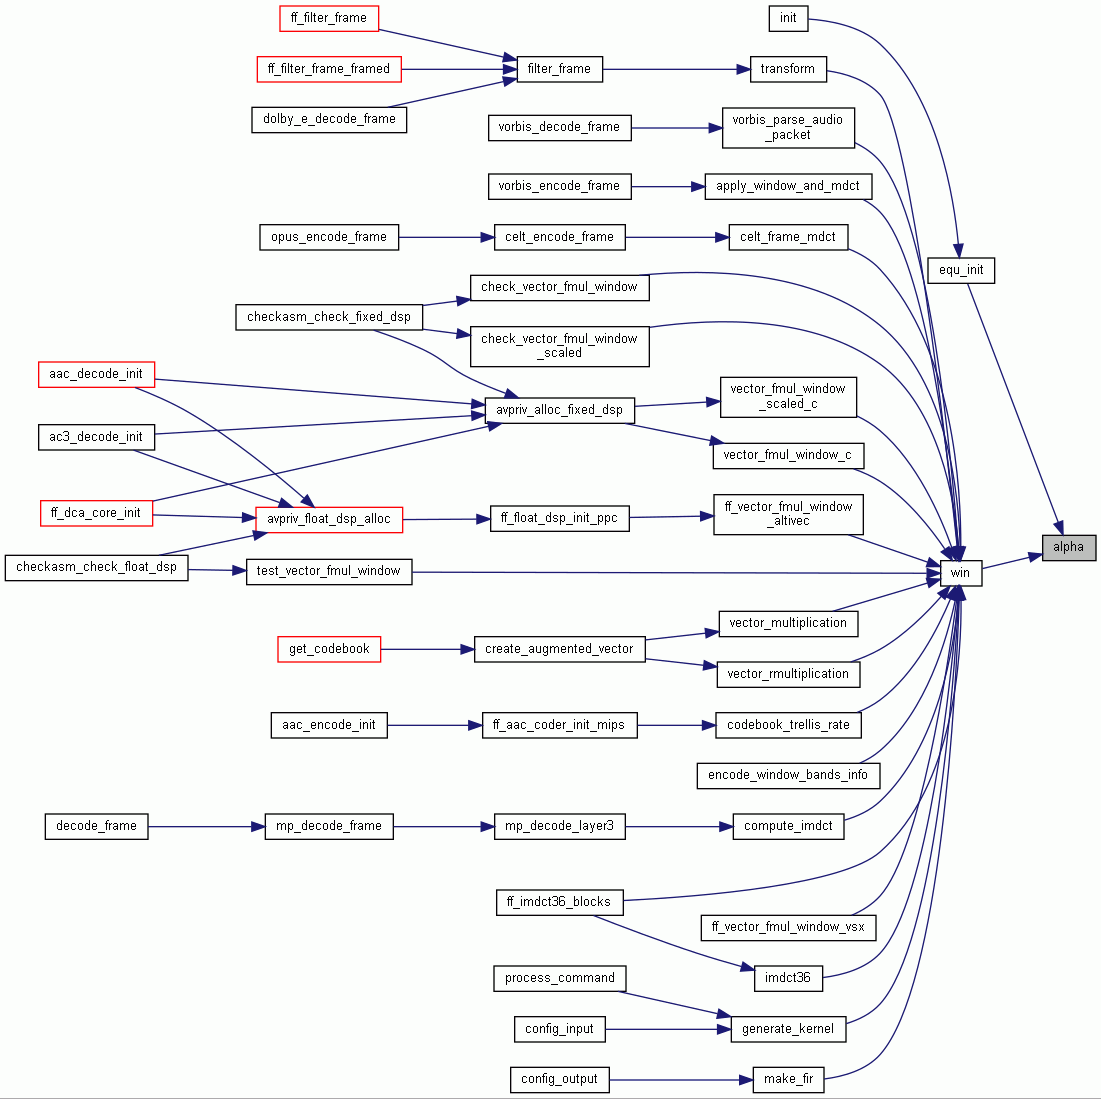 ff_filter_frame
init
ff_filter_frame_framed
filter_frame
transform
dolby_e_decode_frame
vorbis_decode_frame
vorbis_parse_audio
_packet
vorbis_encode_frame
apply_window_and_mdct
opus_encode_frame
celt_encode_frame
celt_frame_mdct
equ_init
check_vector_fmul_window
checkasm_check_fixed_dsp
check_vector_fmul_window
_scaled
aac_decode_init
avpriv_alloc_fixed_dsp
vector_fmul_window
_scaled_c
ac3_decode_init
vector_fmul_window_c
ff_dca_core_init
avpriv_float_dsp_alloc
ff_float_dsp_init_ppc
ff_vector_fmul_window
_altivec
alpha
checkasm_check_float_dsp
test_vector_fmul_window
win
vector_multiplication
get_codebook
create_augmented_vector
vector_rmultiplication
aac_encode_init
ff_aac_coder_init_mips
codebook_trellis_rate
encode_window_bands_info
decode_frame
mp_decode_frame
mp_decode_layer3
compute_imdct
ff_imdct36_blocks
ff_vector_fmul_window_vsx
process_command
imdct36
config_input
generate_kernel
config_output
make_fir